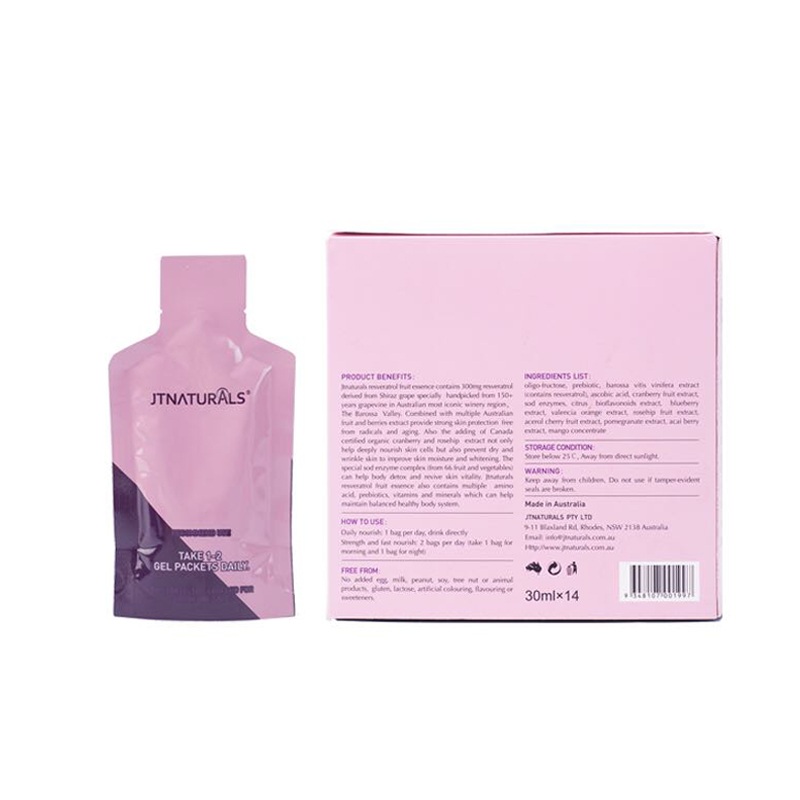 JTNATURALS®
TAKE 1-2
GEL PACKETS DAILY
PRODUCT BENEFITS:
Jtnaturals resveratrol fruit essence contains 300mg resveratrol
derived from Shiraz grape specially handpicked from 150+
years grapevine in Australian most iconic winery region,
The Barossa Valley. Combined with multiple Australian
fruit and berries extract provide strong skin protection free
from radicals and aging. Also the adding of Canada
certified organic cranberry and rosehip extract not only
help deeply nourish skin cells but also prevent dry and
wrinkle skin to improve skin moisture and whitening. The
special sod enzyme complex (from 66 fruit and vegetables)
can help body detox and revive skin vitality. Jtnaturals
resveratrol fruit essence also contains multiple amino
acid, prebiotics, vitamins and minerals which can help
maintain balanced healthy body system.
HOW TO USE:
Daily nourish: 1 bag per day, drink directly
Strength and fast nourish: 2 bags per day (take 1 bag for
morning and 1 bag for night)
FREE FROM:
No added egg, milk, peanut, soy, tree nut or animal
products, gluten, lactose, artificial colouring, flavouring or
sweeteners.
INGREDIENTS LIST:
oligo-fructose, prebiotic, barossa vitis vinifera extract
(contains resveratrol), ascorbic acid, cranberry fruit extract,
sod enzymes, citrus bioflavonoids extract, blueberry
extract, valencia orange extract, rosehip fruit extract,
acerol cherry fruit extract, pomegranate extract, acai berry
extract, mango concentrate
STORAGE CONDITION:
Store below 25℃, Away from direct sunlight.
WARNING:
Keep away from children. Do not use if tamper-evident
seals are broken.
Made in Australia
JTNATURALS PTY LTD
9-11 Blaxland Rd, Rhodes, NSW 2138 Australia
Email: info@jtnaturals.com.au
Http://www.jtnaturals.com.au
30ml×14
9 348107 001997